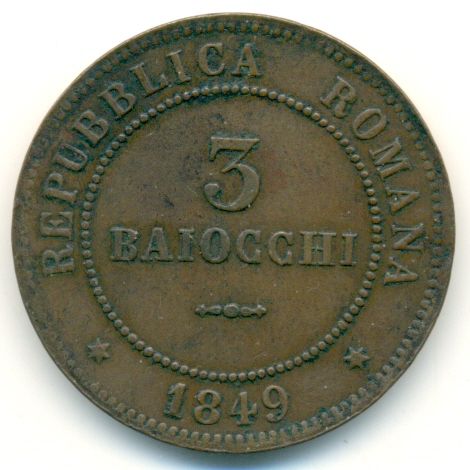 REPUBBLICA ROMANA
3
BAIOCCHI
1849